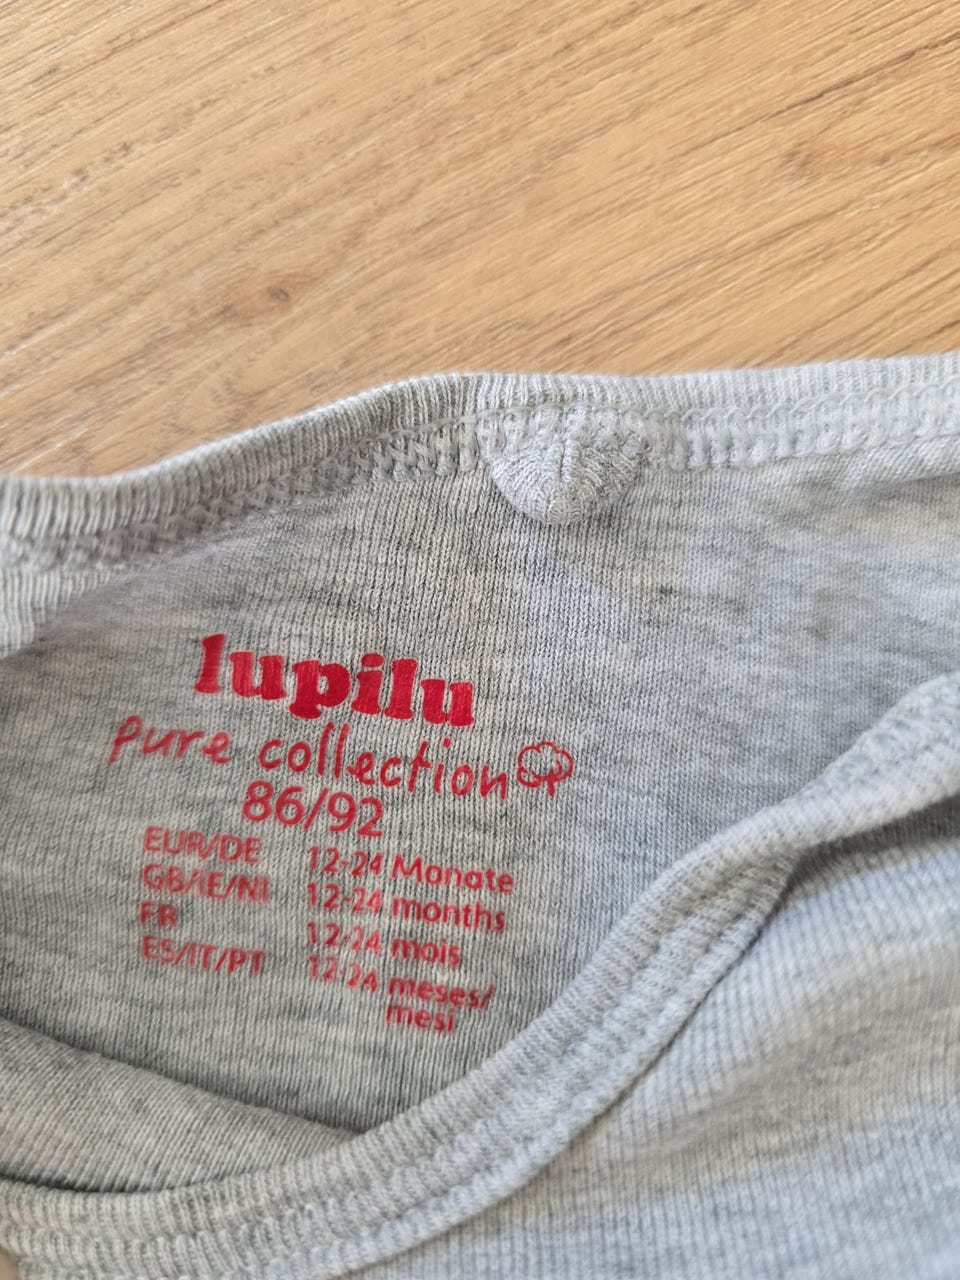 lupilu
pure collection
86/92
EUR/DE 12-24 Monate
GB/IE/NI 12-24 months
FR 12-24 mois
ES/IT/PT 12-24 meses/
mesi